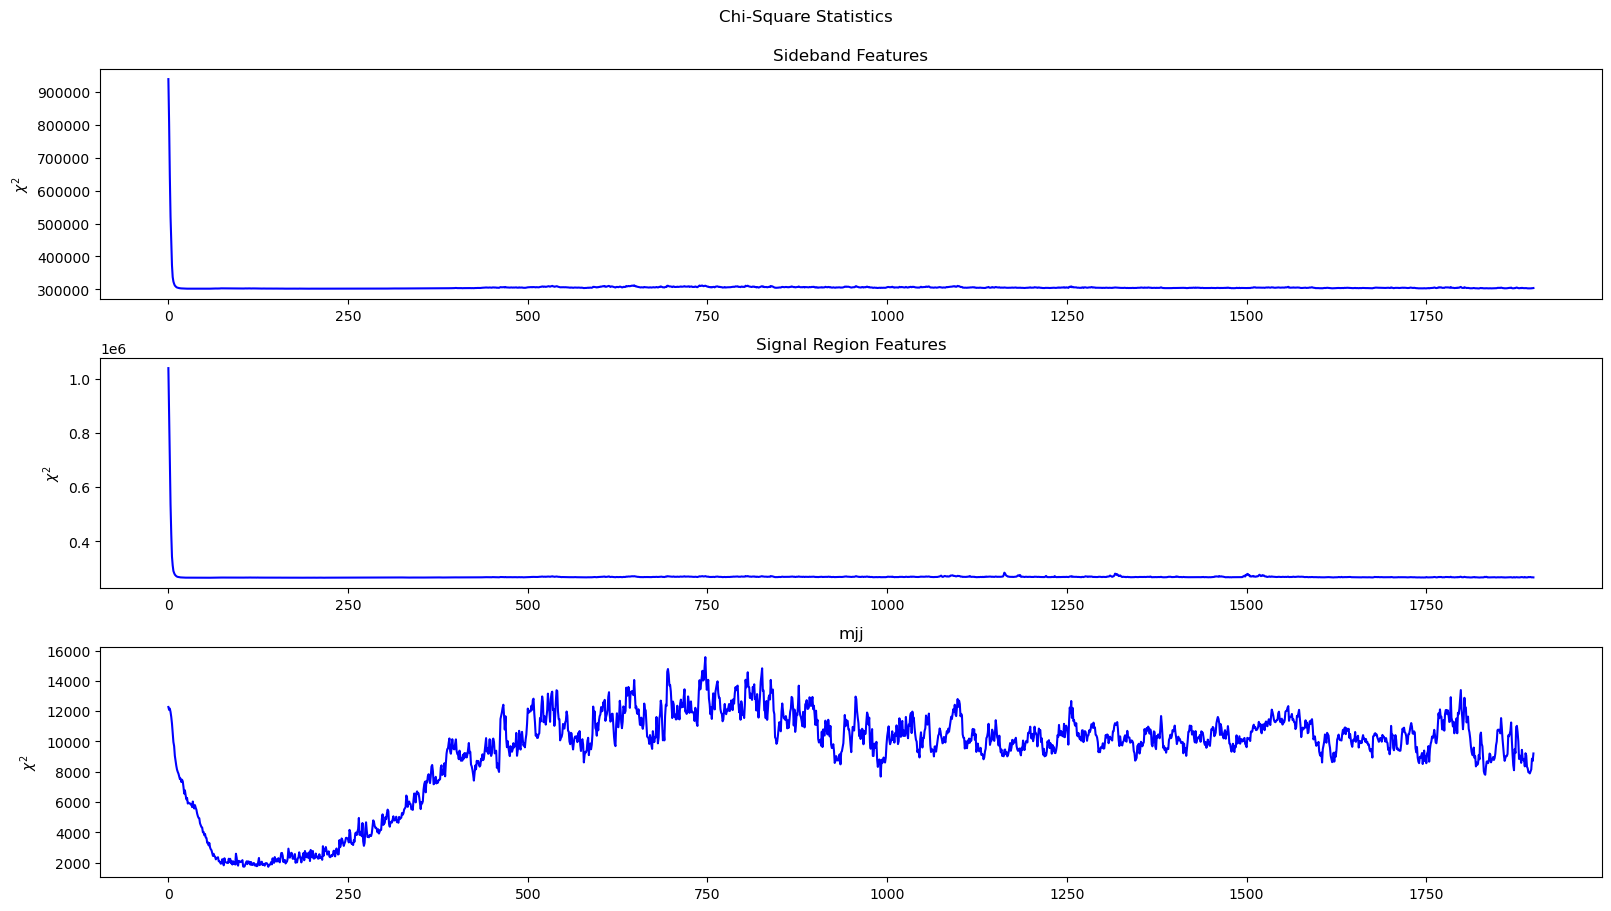 Chi-Square Statistics
Sideband Features
χ²
900000
800000
700000
600000
500000
400000
300000
0 250 500 750 1000 1250 1500 1750
Signal Region Features
1e6
χ²
1.0
0.8
0.6
0.4
0 250 500 750 1000 1250 1500 1750
mjj
χ²
16000
14000
12000
10000
8000
6000
4000
2000
0 250 500 750 1000 1250 1500 1750